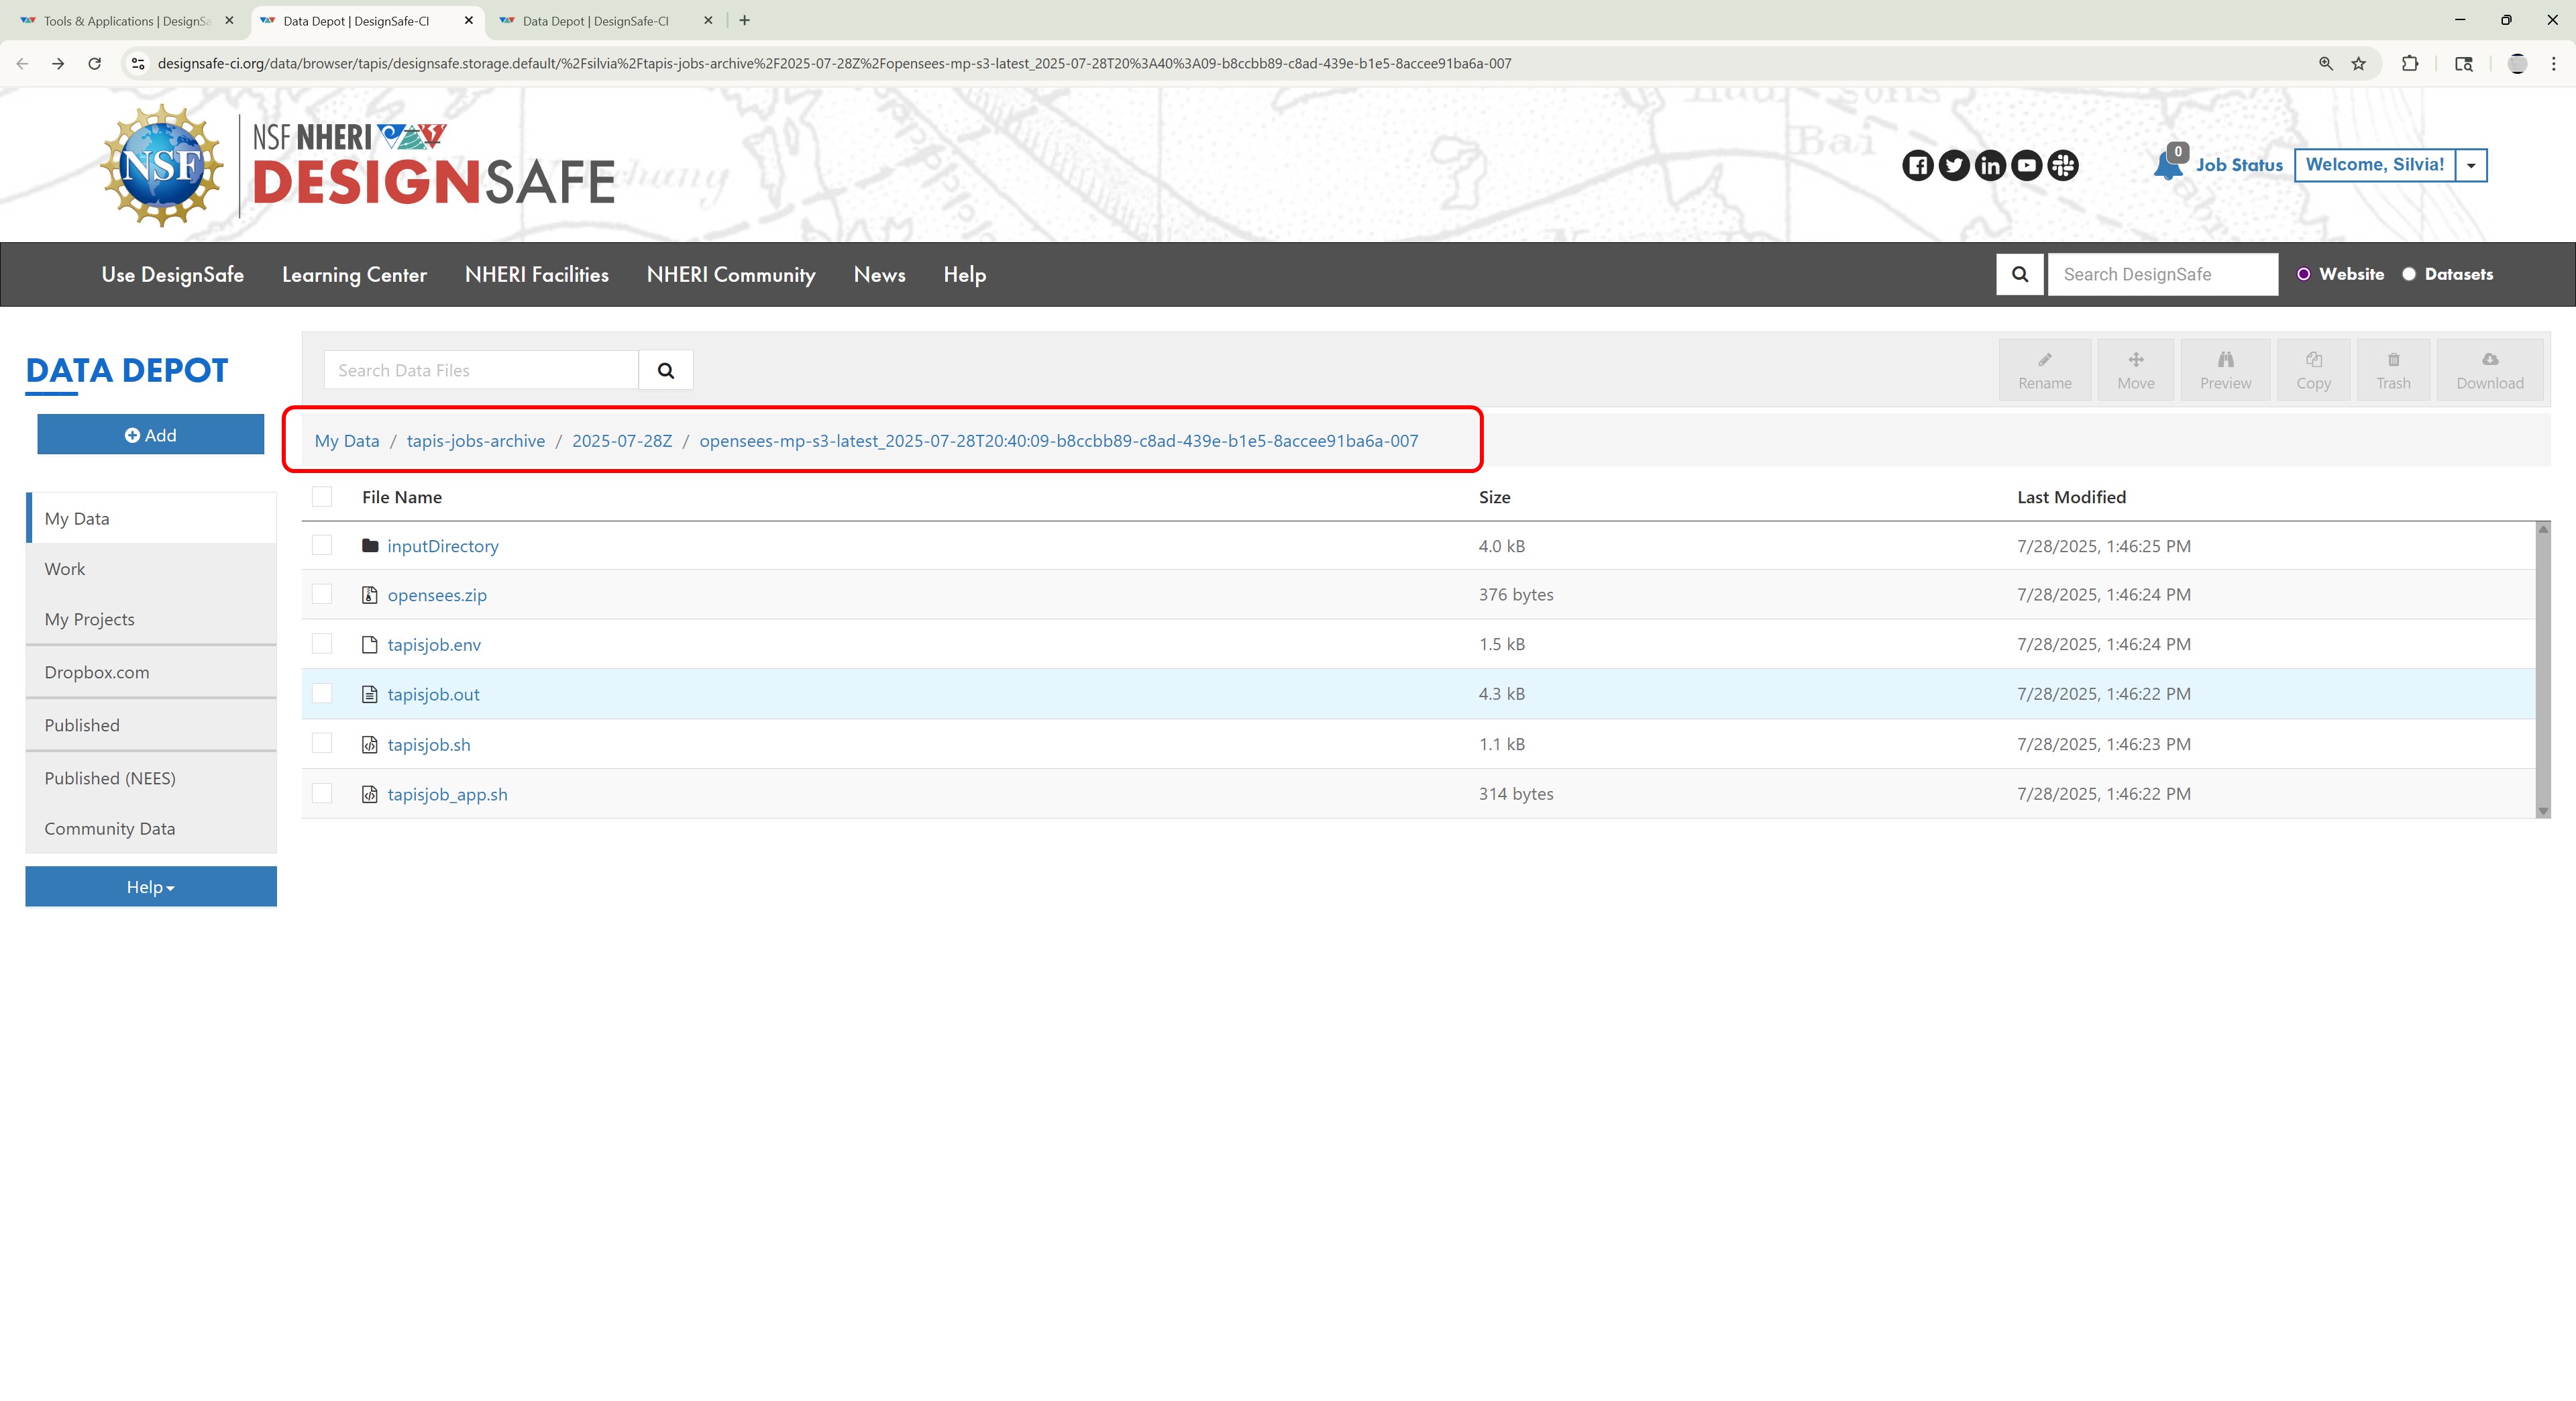 Tools & Applications | DesignSa
Data Depot | DesignSafe-CI
Data Depot | DesignSafe-CI
designsafe-ci.org/data/browser/tapis/designsafe.storage.default/%2Fsilvia%2Ftapis-jobs-archive%2F2025-07-28Z%2Fopensees-mp-s3-latest_2025-07-28T20%3A40%3A09-b8ccbb89-c8ad-439e-b1e5-8accee91ba6a-007
NSF
NSF NHERI
DESIGNSAFE
0
Job Status
Welcome, Silvia!
Use DesignSafe
Learning Center
NHERI Facilities
NHERI Community
News
Help
Search DesignSafe
Website
Datasets
DATA DEPOT
Add
My Data
Work
My Projects
Dropbox.com
Published
Published (NEES)
Community Data
Help
Search Data Files
Rename
Move
Preview
Copy
Trash
Download
My Data / tapis-jobs-archive / 2025-07-28Z / opensees-mp-s3-latest_2025-07-28T20:40:09-b8ccbb89-c8ad-439e-b1e5-8accee91ba6a-007
File Name Size Last Modified
inputDirectory 4.0 kB 7/28/2025, 1:46:25 PM
opensees.zip 376 bytes 7/28/2025, 1:46:24 PM
tapisjob.env 1.5 kB 7/28/2025, 1:46:24 PM
tapisjob.out 4.3 kB 7/28/2025, 1:46:22 PM
tapisjob.sh 1.1 kB 7/28/2025, 1:46:23 PM
tapisjob_app.sh 314 bytes 7/28/2025, 1:46:22 PM